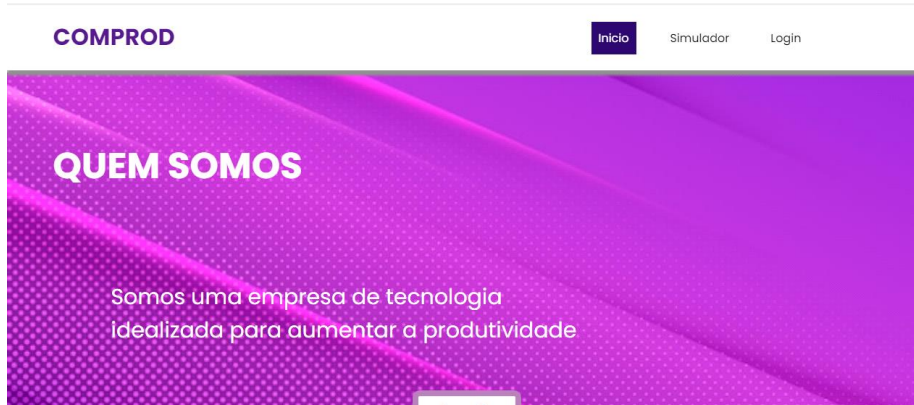 COMPROD
Inicio Simulador Login
QUEM SOMOS
Somos uma empresa de tecnologia
idealizada para aumentar a produtividade